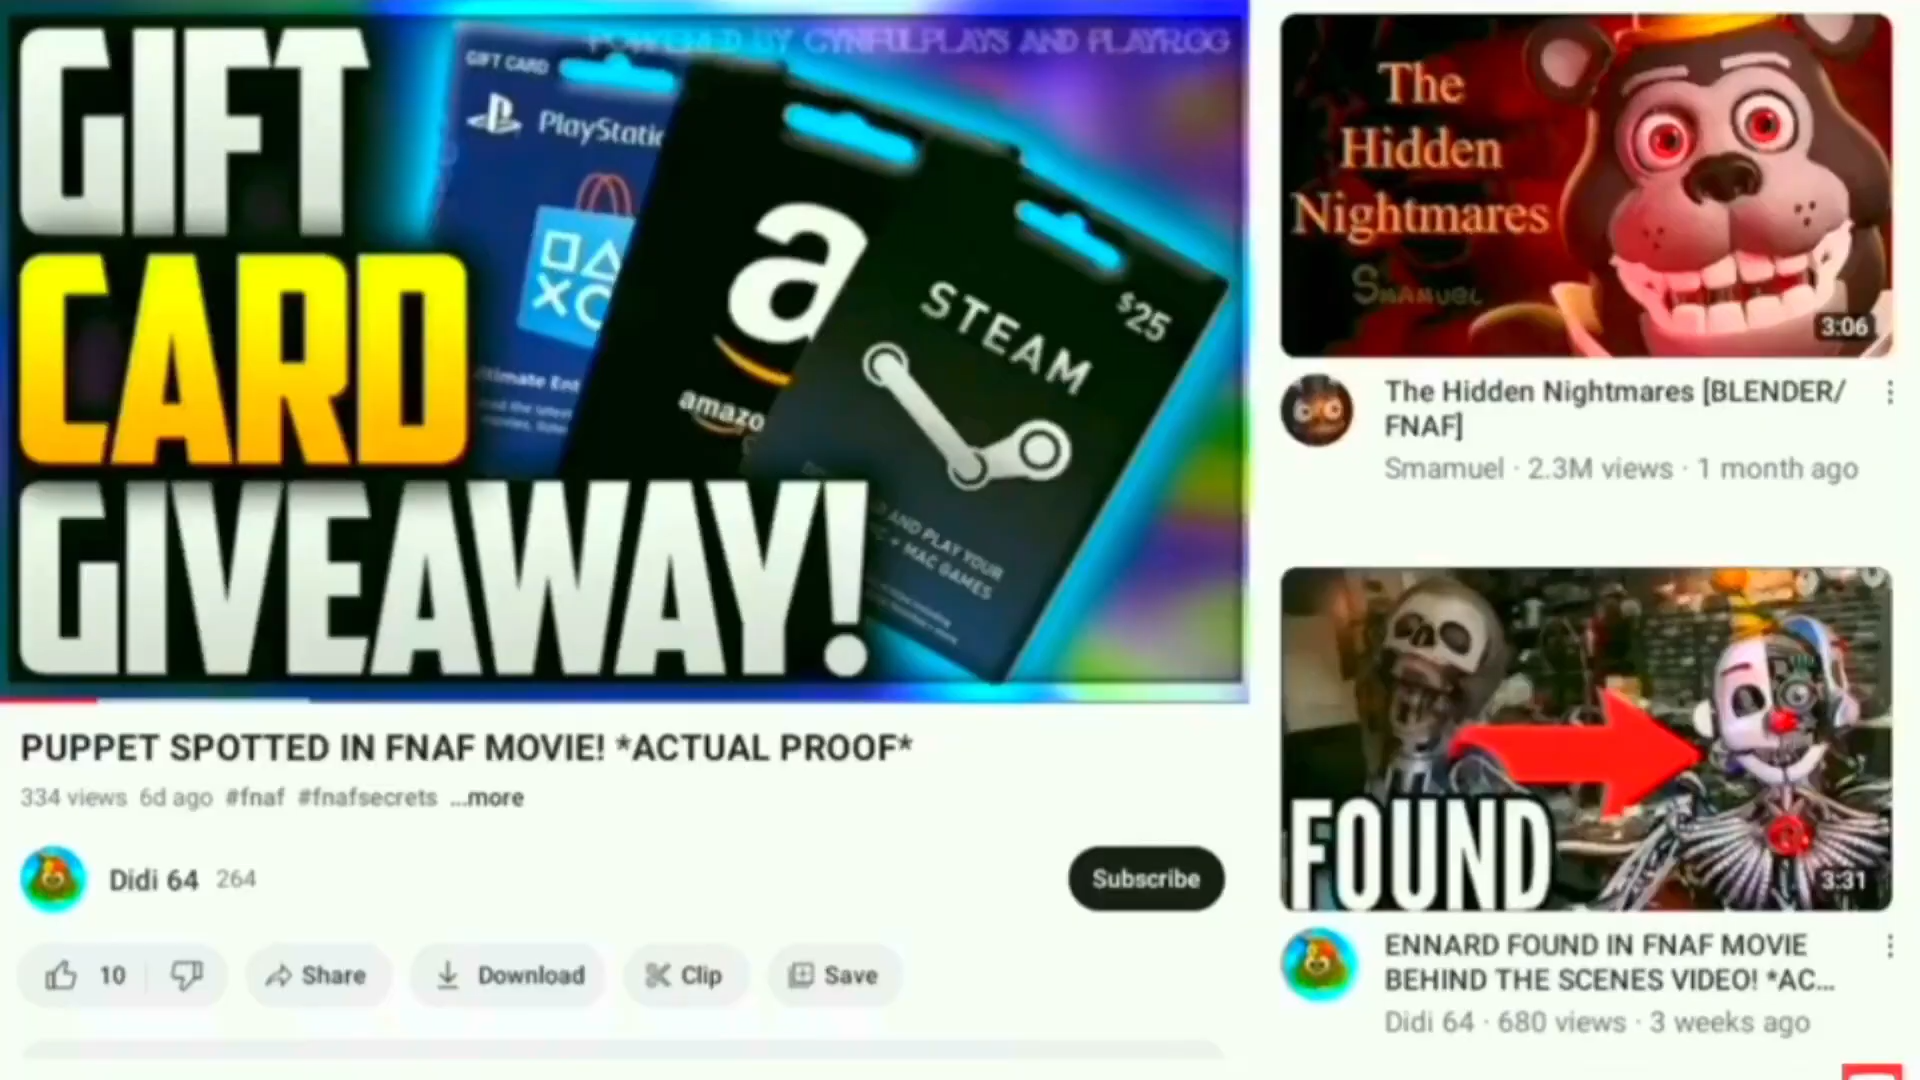 GIFT
CARD
GIVEAWAY!
POWERED BY CYNFULPLAYS AND PLAYR.GG
GIFT CARD
PlayStatio
amazo
$25
STEAM
AND PLAY YOUR
+ MAC GAMES
PUPPET SPOTTED IN FNAF MOVIE! *ACTUAL PROOF*
334 views 6d ago #fnaf #fnafsecrets ...more
Didi 64 264
Subscribe
10
Share
Download
Clip
Save
The
Hidden
Nightmares
SMAMUEL
3:06
The Hidden Nightmares [BLENDER/
FNAF]
Smamuel · 2.3M views · 1 month ago
FOUND
3:31
ENNARD FOUND IN FNAF MOVIE
BEHIND THE SCENES VIDEO! *AC...
Didi 64 · 680 views · 3 weeks ago